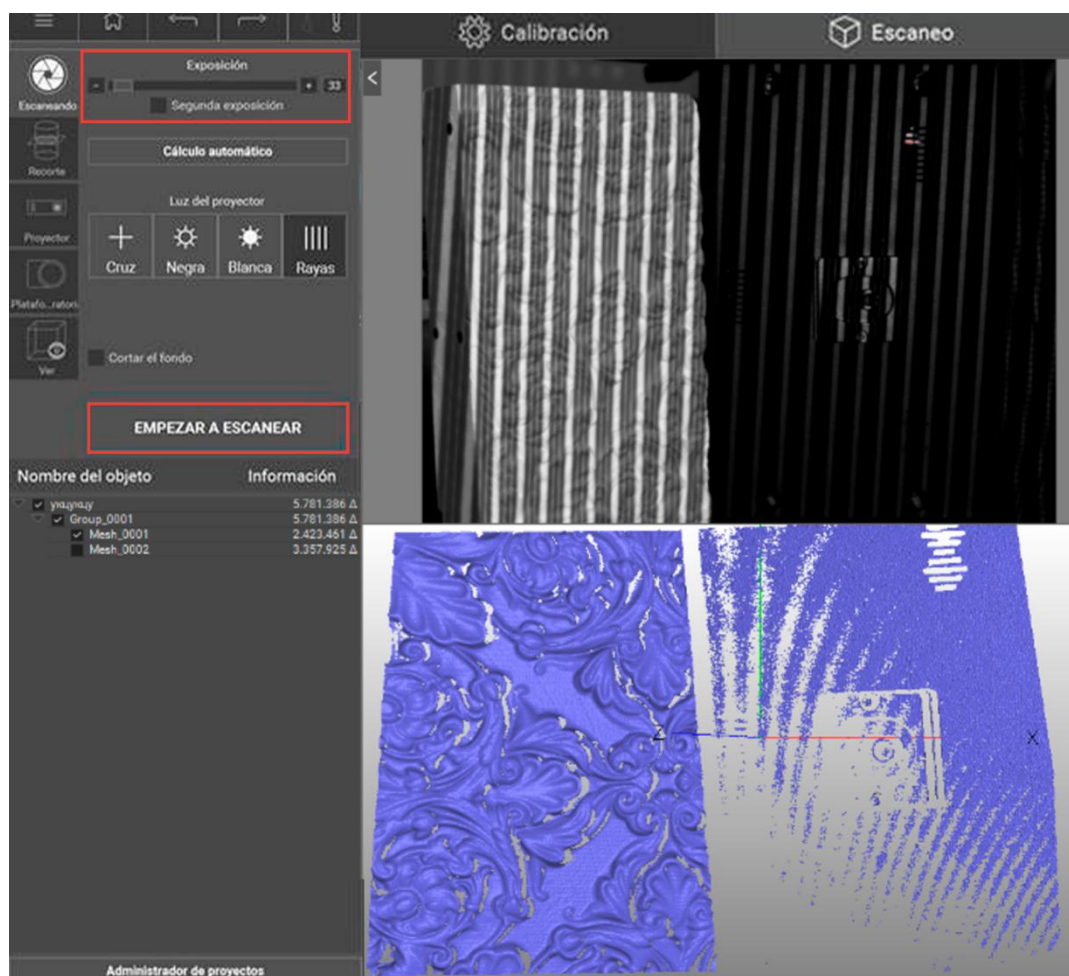 Calibración
Escaneo
Exposición
- + 33
Segunda exposición
Escaneando
Cálculo automático
Recorte
Luz del proyector
Proyector
Cruz Negra Blanca Rayas
Platafo...ratori.
Cortar el fondo
Ver
EMPEZAR A ESCANEAR
Nombre del objeto Información
5.781.386 Δ
Group_0001 5.781.386 Δ
Mesh_0001 2.423.461 Δ
Mesh_0002 3.357.925 Δ
Z
X
Administrador de proyectos